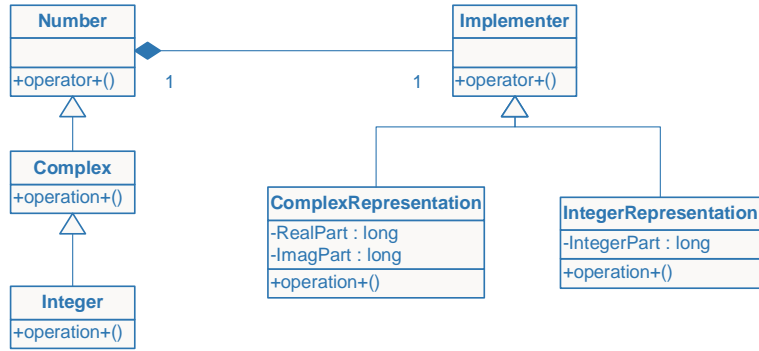 Number
+operator+()
1
1
Implementer
+operator+()
Complex
+operation+()
Integer
+operation+()
ComplexRepresentation
-RealPart : long
-ImagPart : long
+operation+()
IntegerRepresentation
-IntegerPart : long
+operation+()